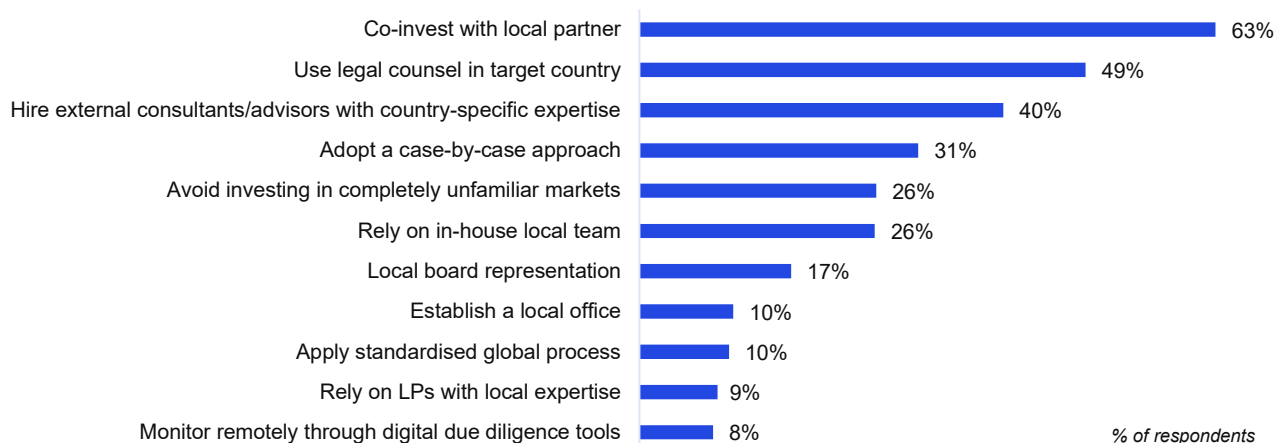 Co-invest with local partner 63%
Use legal counsel in target country 49%
Hire external consultants/advisors with country-specific expertise 40%
Adopt a case-by-case approach 31%
Avoid investing in completely unfamiliar markets 26%
Rely on in-house local team 26%
Local board representation 17%
Establish a local office 10%
Apply standardised global process 10%
Rely on LPs with local expertise 9%
Monitor remotely through digital due diligence tools 8%
% of respondents